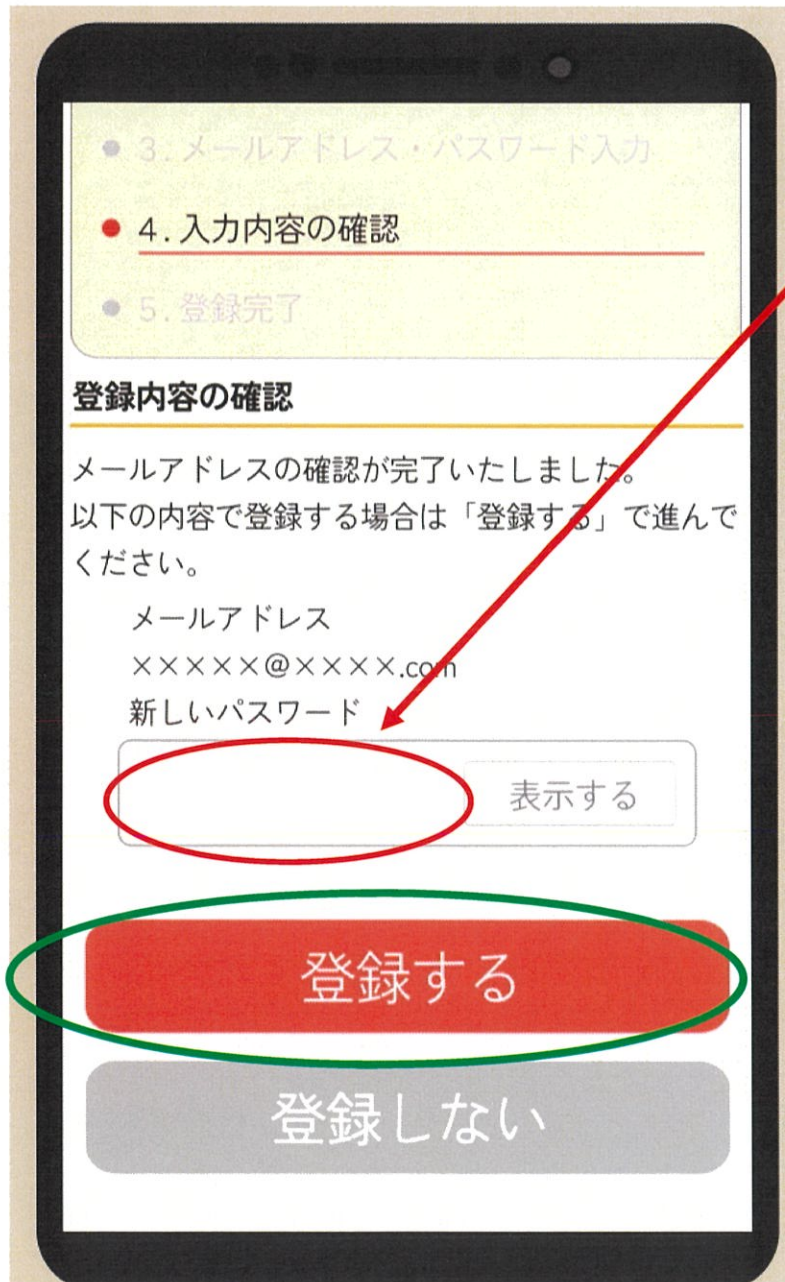 3. メールアドレス・パスワード入力
4. 入力内容の確認
5. 登録完了
登録内容の確認
メールアドレスの確認が完了いたしました。
以下の内容で登録する場合は「登録する」で進んで
ください。
メールアドレス
×××××@××××.com
新しいパスワード
表示する
登録する
登録しない